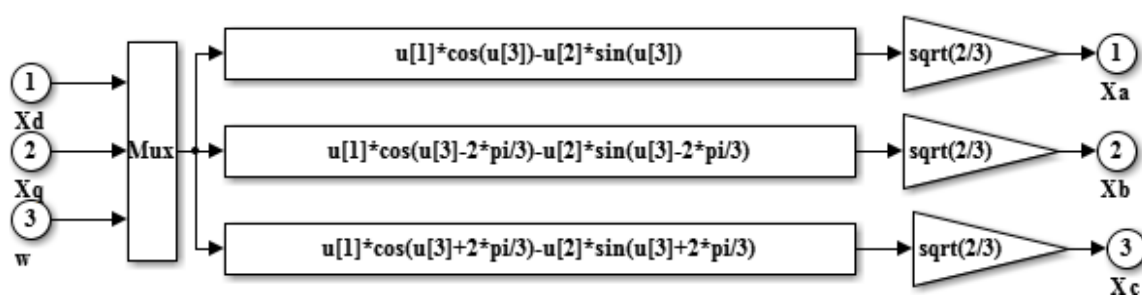 1
Xd
2
Xq
3
w
Mux
u[1]*cos(u[3])-u[2]*sin(u[3])
sqrt(2/3)
1
Xa
u[1]*cos(u[3]-2*pi/3)-u[2]*sin(u[3]-2*pi/3)
sqrt(2/3)
2
Xb
u[1]*cos(u[3]+2*pi/3)-u[2]*sin(u[3]+2*pi/3)
sqrt(2/3)
3
Xc